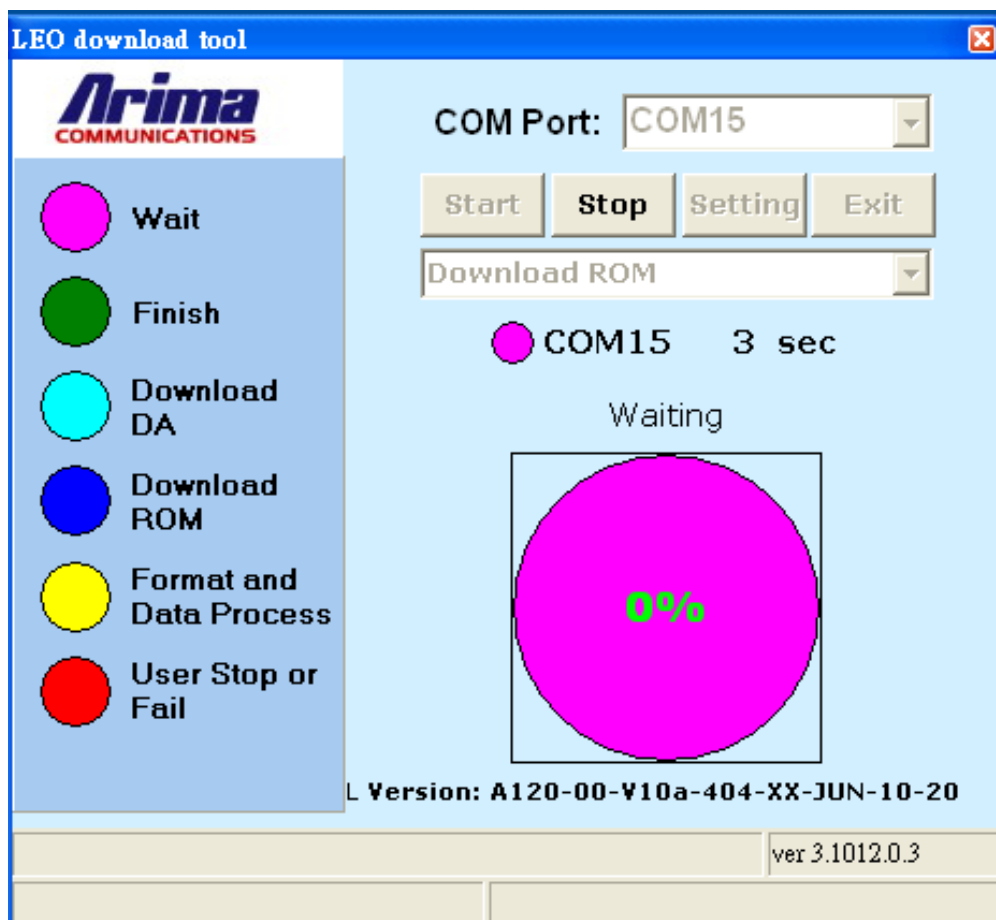 LEO download tool
Arima
COMMUNICATIONS
COM Port: COM15
Start Stop Setting Exit
Download ROM
COM15 3 sec
Waiting
0%
Wait
Finish
Download
DA
Download
ROM
Format and
Data Process
User Stop or
Fail
L Version: A120-00-V10a-404-XX-JUN-10-20
ver 3.1012.0.3